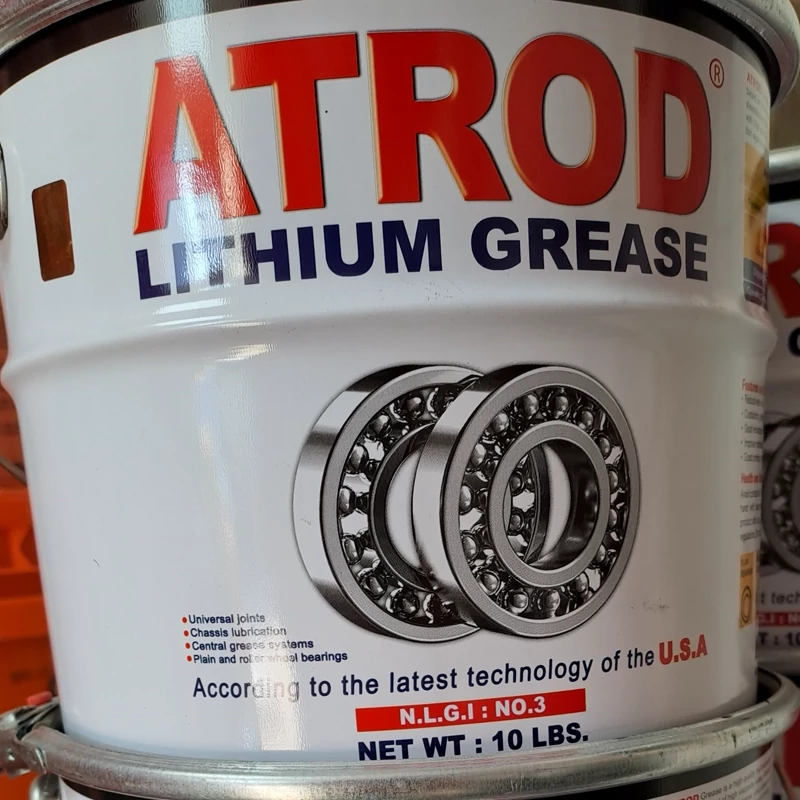 ATROD®
LITHIUM GREASE
• Universal joints
• Chassis lubrication
• Central grease systems
• Plain and roller wheel bearings
According to the latest technology of the U.S.A
N.L.G.I : NO.3
NET WT : 10 LBS.